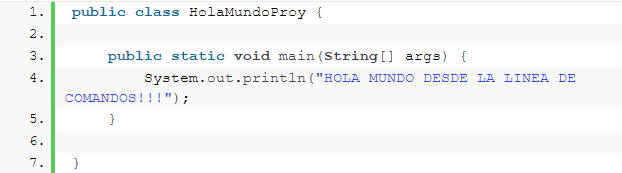 1. public class HolaMundoProy {
2.
3. public static void main(String[] args) {
4. System.out.println("HOLA MUNDO DESDE LA LINEA DE
COMANDOS!!!");
5. }
6.
7. }